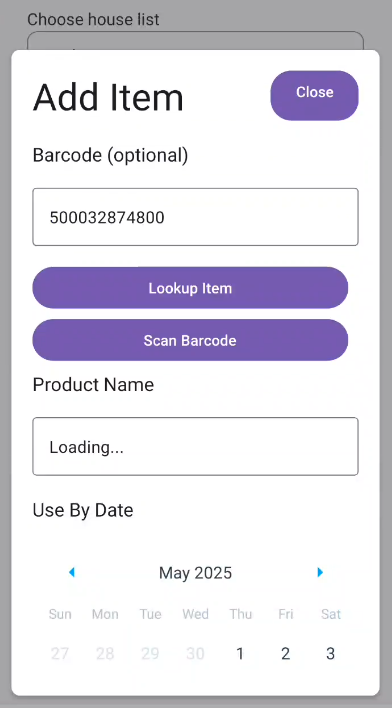 Choose house list
Add Item
Close
Barcode (optional)
500032874800
Lookup Item
Scan Barcode
Product Name
Loading...
Use By Date
May 2025
Sun Mon Tue Wed Thu Fri Sat
27 28 29 30 1 2 3